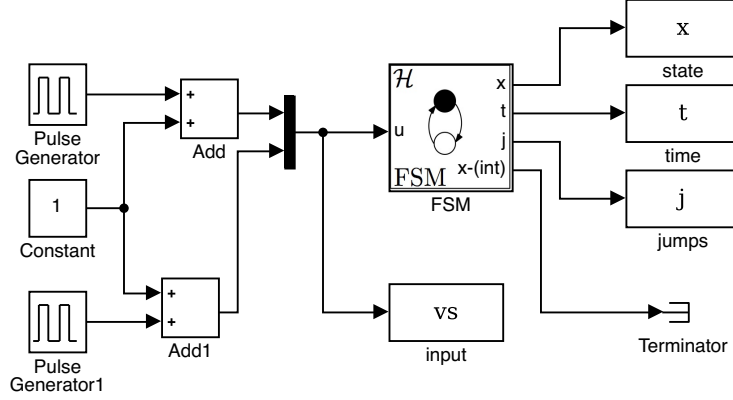 Pulse
Generator
1
Constant
Pulse
Generator1
+
+
Add
+
+
Add1
ℋ
u
FSM
x
t
j
x-(int)
FSM
vs
input
x
state
t
time
j
jumps
Terminator